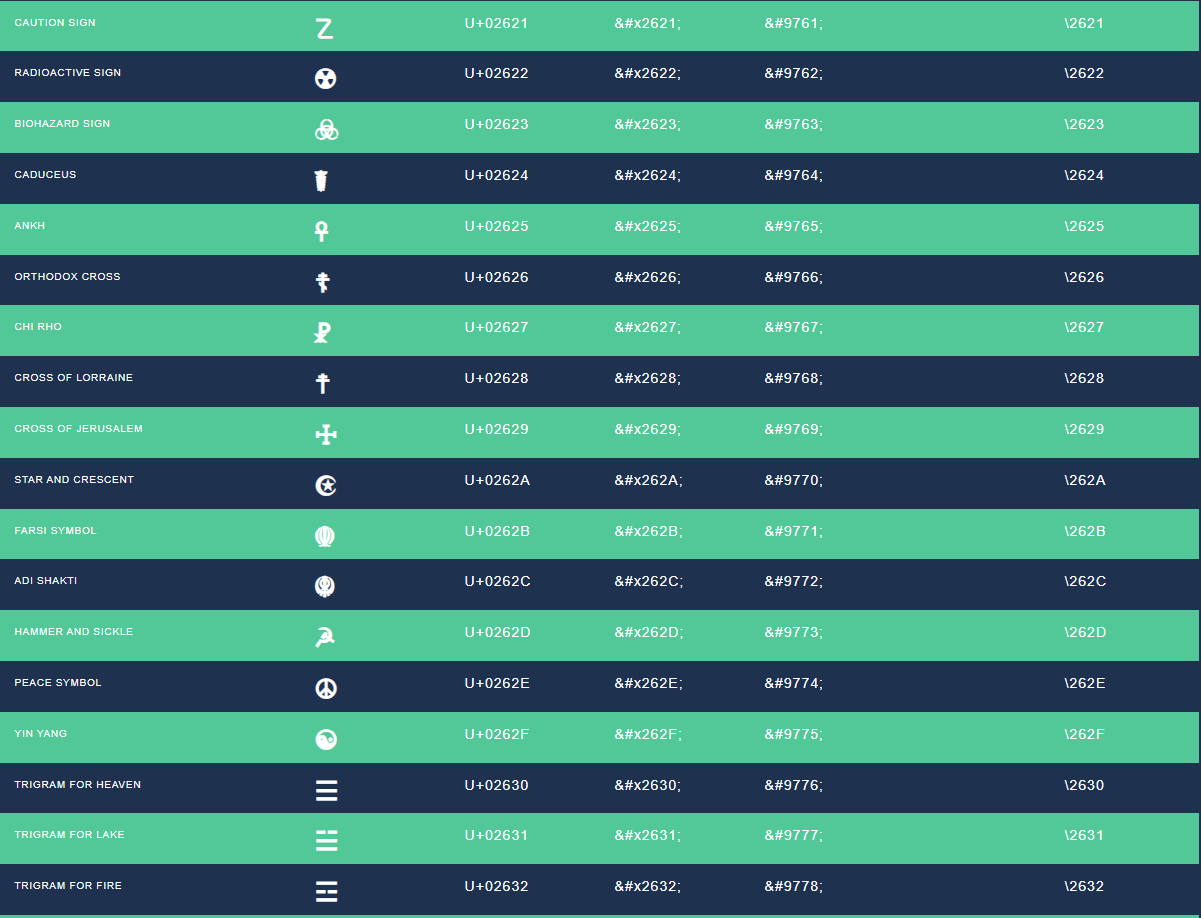 CAUTION SIGN ☡ U+02621 &#x2621; &#9761; \2621
RADIOACTIVE SIGN ☢ U+02622 &#x2622; &#9762; \2622
BIOHAZARD SIGN ☣ U+02623 &#x2623; &#9763; \2623
CADUCEUS ☤ U+02624 &#x2624; &#9764; \2624
ANKH ☥ U+02625 &#x2625; &#9765; \2625
ORTHODOX CROSS ☦ U+02626 &#x2626; &#9766; \2626
CHI RHO ☧ U+02627 &#x2627; &#9767; \2627
CROSS OF LORRAINE ☨ U+02628 &#x2628; &#9768; \2628
CROSS OF JERUSALEM ☩ U+02629 &#x2629; &#9769; \2629
STAR AND CRESCENT ☪ U+0262A &#x262A; &#9770; \262A
FARSI SYMBOL ☫ U+0262B &#x262B; &#9771; \262B
ADI SHAKTI ☬ U+0262C &#x262C; &#9772; \262C
HAMMER AND SICKLE ☭ U+0262D &#x262D; &#9773; \262D
PEACE SYMBOL ☮ U+0262E &#x262E; &#9774; \262E
YIN YANG ☯ U+0262F &#x262F; &#9775; \262F
TRIGRAM FOR HEAVEN ☰ U+02630 &#x2630; &#9776; \2630
TRIGRAM FOR LAKE ☱ U+02631 &#x2631; &#9777; \2631
TRIGRAM FOR FIRE ☲ U+02632 &#x2632; &#9778; \2632